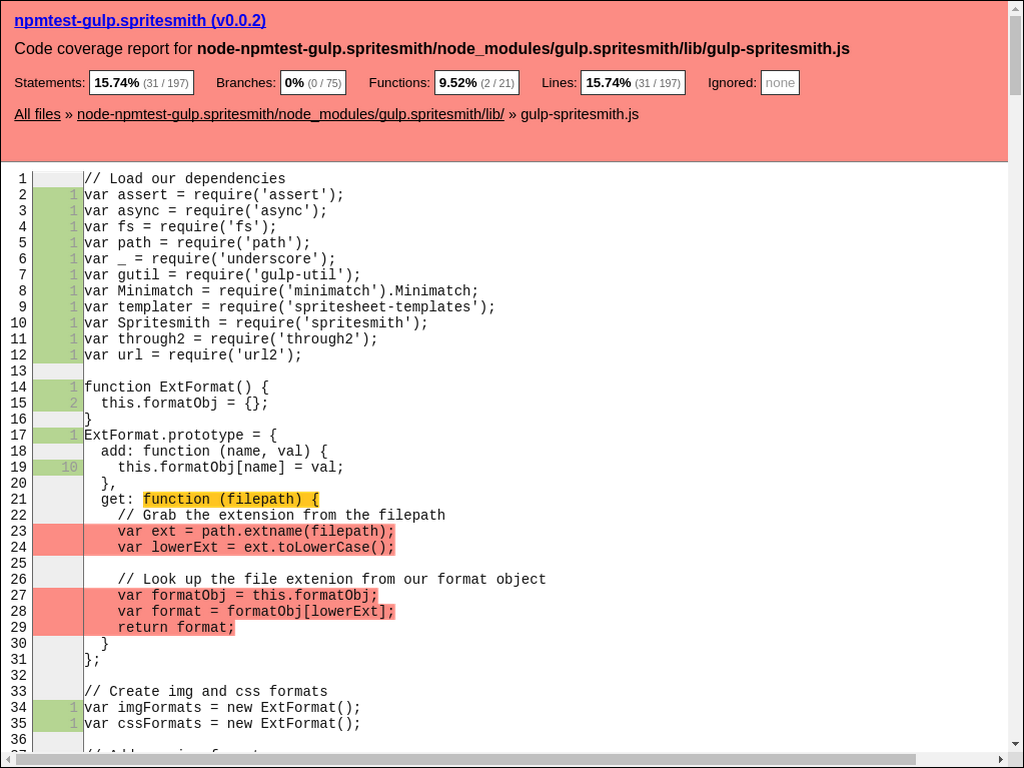 npmtest-gulp.spritesmith (v0.0.2)
Code coverage report for node-npmtest-gulp.spritesmith/node_modules/gulp.spritesmith/lib/gulp-spritesmith.js
Statements: 15.74% (31 / 197) Branches: 0% (0 / 75) Functions: 9.52% (2 / 21) Lines: 15.74% (31 / 197) Ignored: none
All files » node-npmtest-gulp.spritesmith/node_modules/gulp.spritesmith/lib/ » gulp-spritesmith.js
1 // Load our dependencies
2 1 var assert = require('assert');
3 1 var async = require('async');
4 1 var fs = require('fs');
5 1 var path = require('path');
6 1 var _ = require('underscore');
7 1 var gutil = require('gulp-util');
8 1 var Minimatch = require('minimatch').Minimatch;
9 1 var templater = require('spritesheet-templates');
10 1 var Spritesmith = require('spritesmith');
11 1 var through2 = require('through2');
12 1 var url = require('url2');
13
14 1 function ExtFormat() {
15 2 this.formatObj = {};
16 }
17 1 ExtFormat.prototype = {
18 add: function (name, val) {
19 10 this.formatObj[name] = val;
20 },
21 get: function (filepath) {
22 // Grab the extension from the filepath
23 var ext = path.extname(filepath);
24 var lowerExt = ext.toLowerCase();
25
26 // Look up the file extenion from our format object
27 var formatObj = this.formatObj;
28 var format = formatObj[lowerExt];
29 return format;
30 }
31 };
32
33 // Create img and css formats
34 1 var imgFormats = new ExtFormat();
35 1 var cssFormats = new ExtFormat();
36